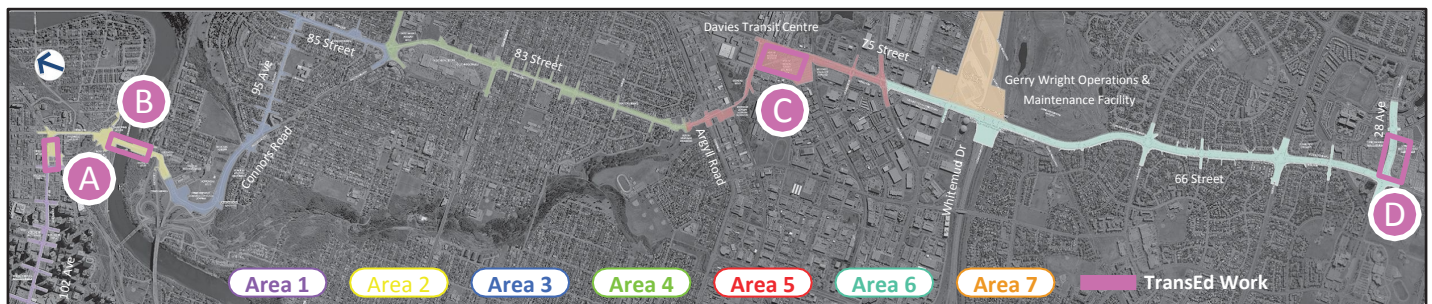 Davies Transit Centre
85 Street
83 Street
75 Street
B
95 Ave
Gerry Wright Operations &
Maintenance Facility
C
28 Ave
A
Connors Road
Argyll Road
Whitemud Dr
66 Street
D
102 Ave
Area 1
Area 2
Area 3
Area 4
Area 5
Area 6
Area 7
TransEd Work